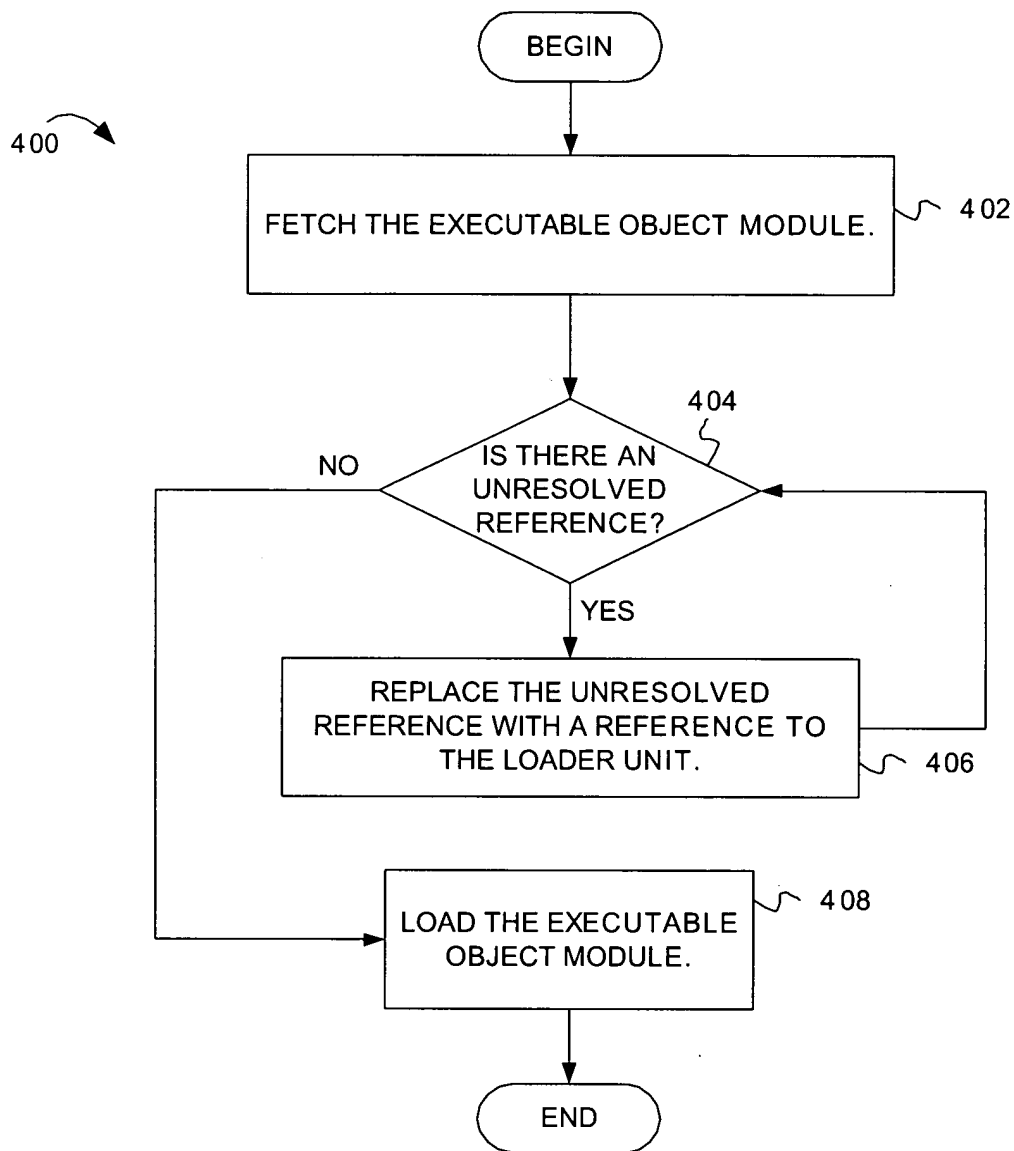 BEGIN
400
FETCH THE EXECUTABLE OBJECT MODULE.
402
404
IS THERE AN
UNRESOLVED
REFERENCE?
NO
YES
REPLACE THE UNRESOLVED
REFERENCE WITH A REFERENCE TO
THE LOADER UNIT.
406
LOAD THE EXECUTABLE
OBJECT MODULE.
408
END